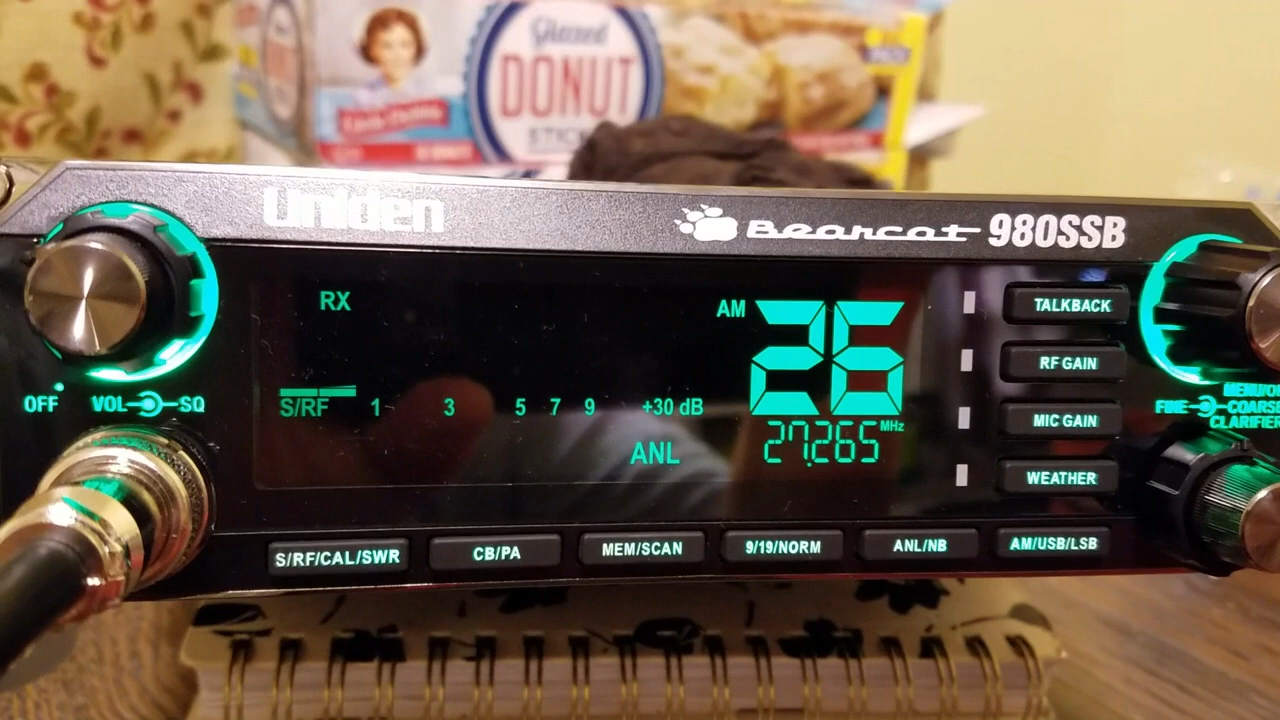 Glazed
DONUT
Little Debbie
Uniden
Bearcat 980SSB
RX
AM
26
TALKBACK
RF GAIN
OFF
VOL
SQ
S/RF
1
3
5
7
9
+30 dB
FINE
COARSE
CLARIFIER
MIC GAIN
ANL
27.265
MHz
WEATHER
S/RF/CAL/SWR
CB/PA
MEM/SCAN
9/19/NORM
ANL/NB
AM/USB/LSB